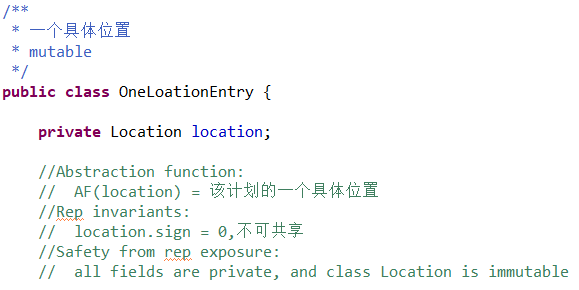 /**
 * 一个具体位置
 * mutable
 */
public class OneLoationEntry {
private Location location;
//Abstraction function:
//  AF(location) = 该计划的一个具体位置
//Rep invariants:
//  location.sign = 0,不可共享
//Safety from rep exposure:
//  all fields are private, and class Location is immutable